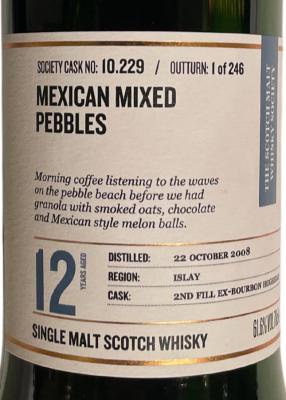 SOCIETY CASK NO: 10.229 / OUTTURN: 1 of 246
MEXICAN MIXED
PEBBLES
THE SCOTCH MALT
WHISKY SOCIETY
Morning coffee listening to the waves
on the pebble beach before we had
granola with smoked oats, chocolate
and Mexican style melon balls.
12
YEARS AGED
DISTILLED: 22 OCTOBER 2008
REGION: ISLAY
CASK: 2ND FILL EX-BOURBON
SINGLE MALT SCOTCH WHISKY
61.6% VOL